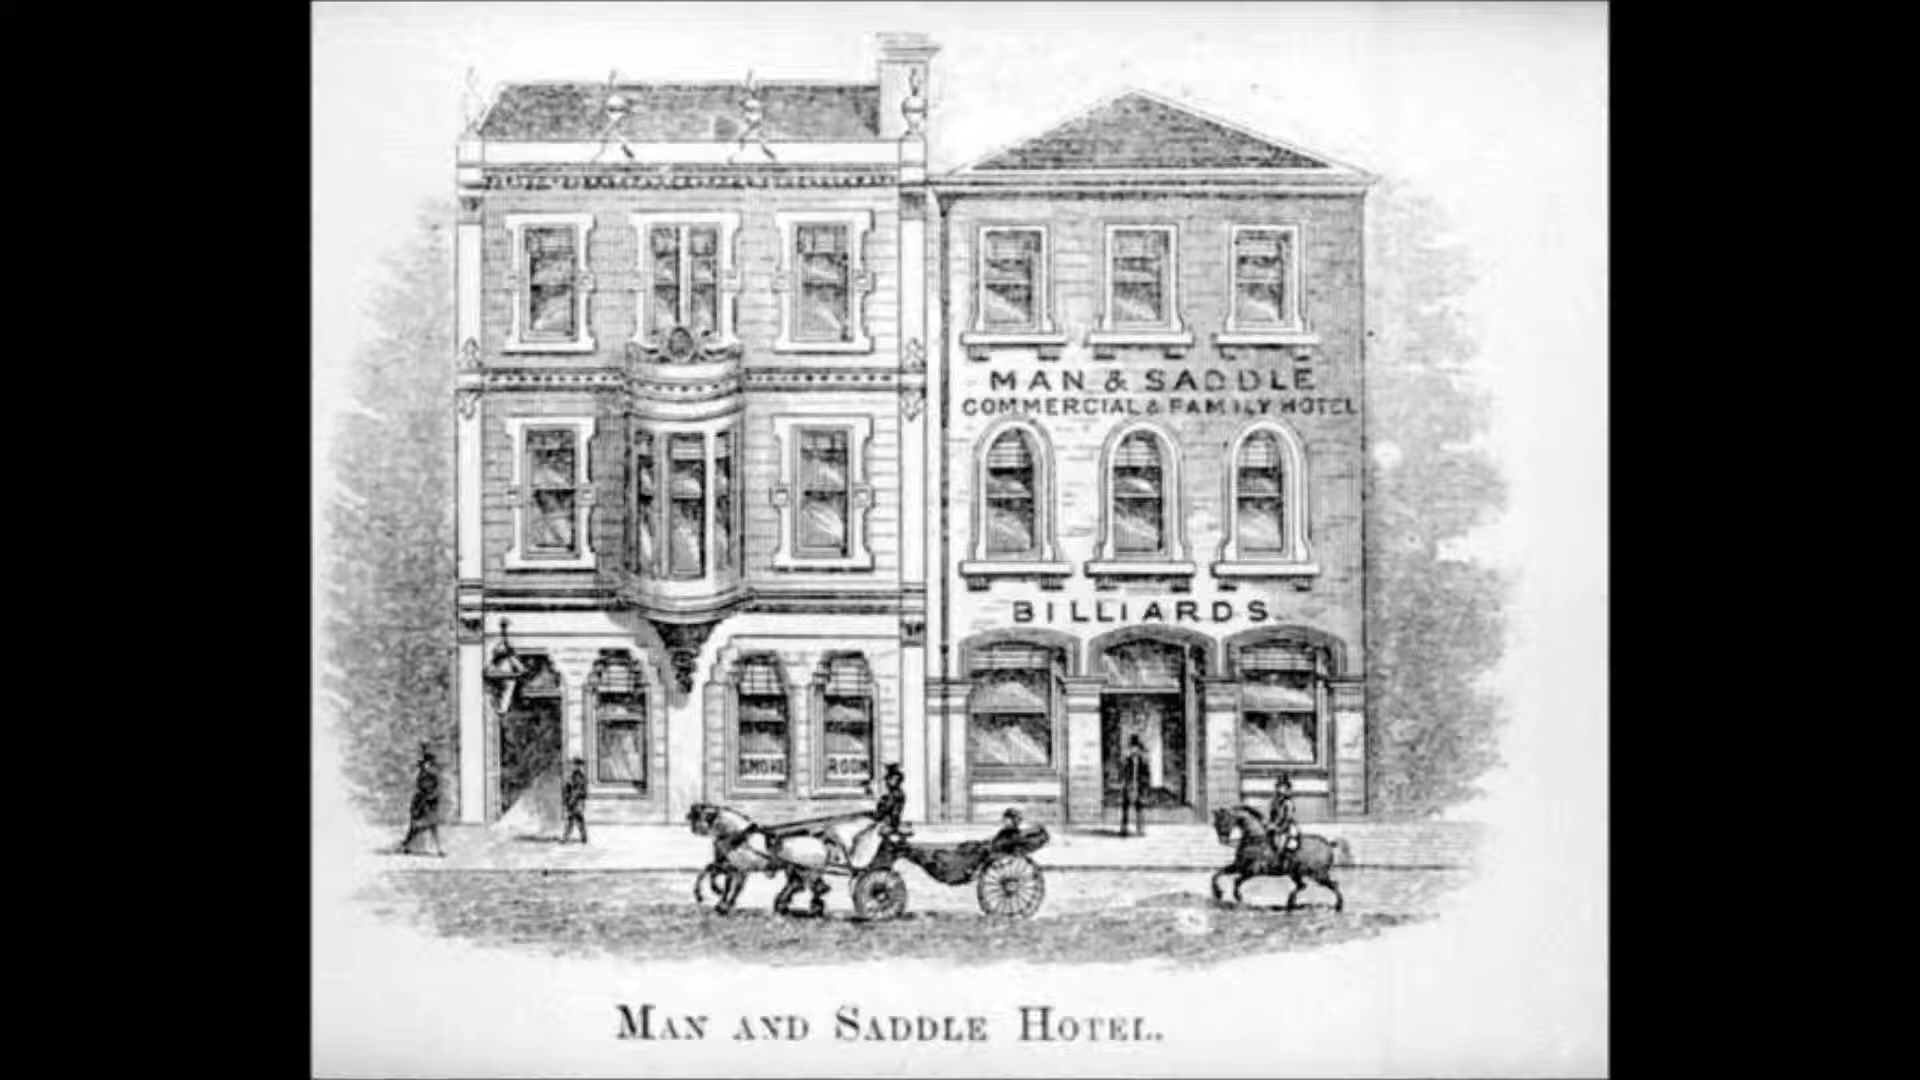 MAN & SADDLE
COMMERCIAL & FAMILY HOTEL
BILLIARDS.
SMOKE ROOM
MAN AND SADDLE HOTEL.